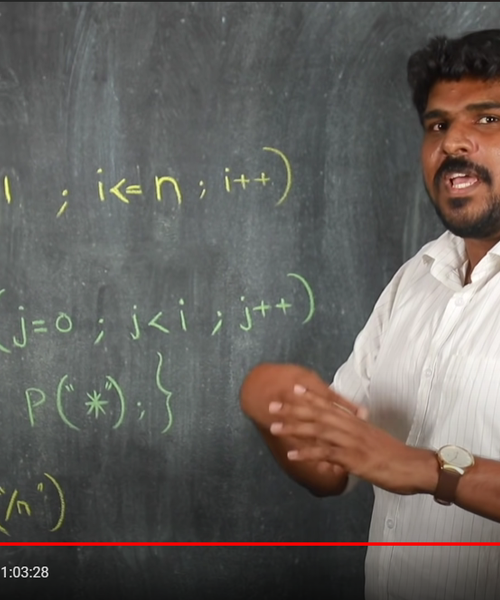 1 ; i<=n ; i++)
(j=0 ; j<i ; j++)
P("*");}
("/n")
1:03:28